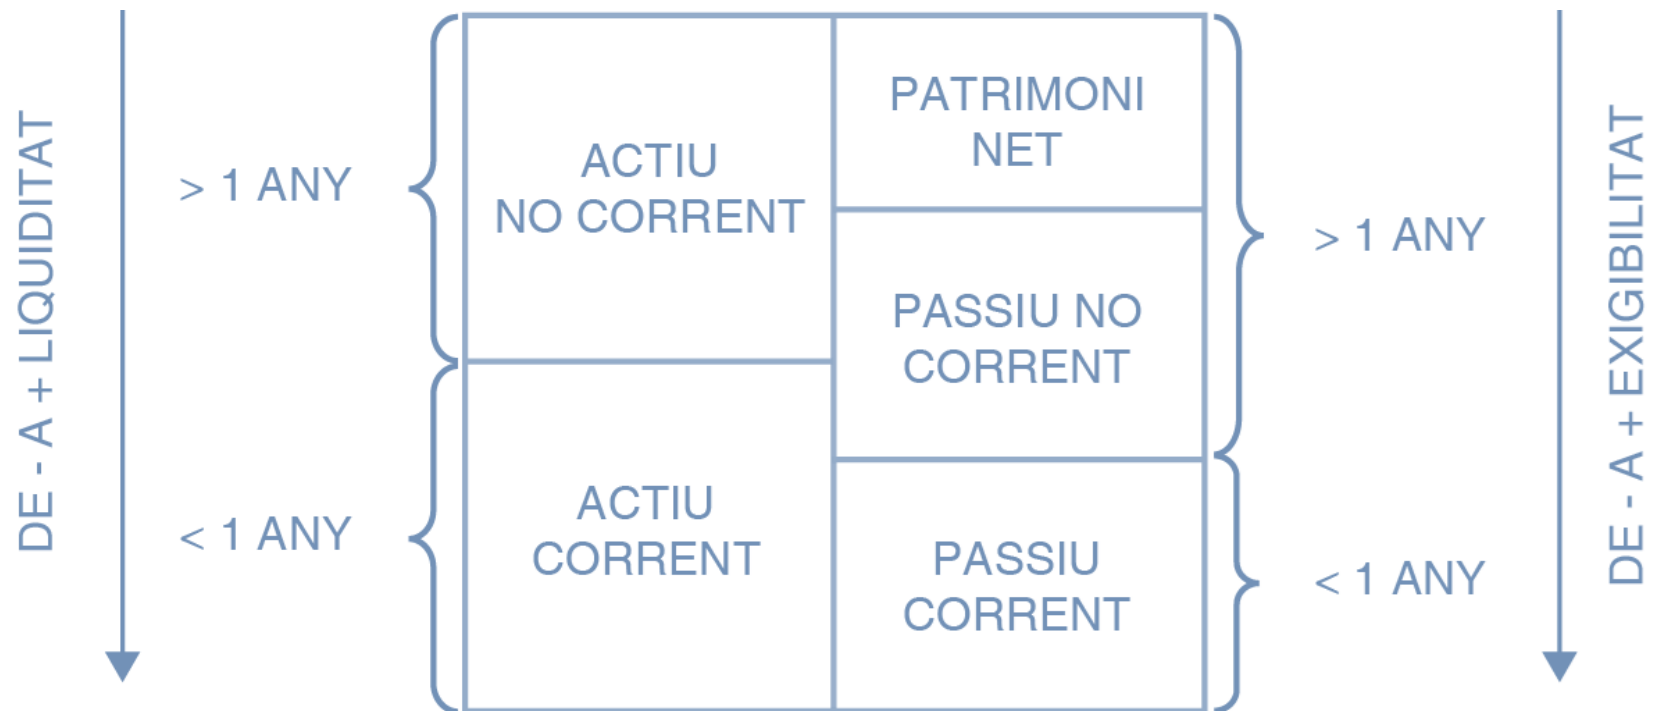 DE - A + LIQUIDITAT
> 1 ANY
< 1 ANY
ACTIU
NO CORRENT
ACTIU
CORRENT
PATRIMONI
NET
PASSIU NO
CORRENT
PASSIU
CORRENT
> 1 ANY
< 1 ANY
DE - A + EXIGIBILITAT